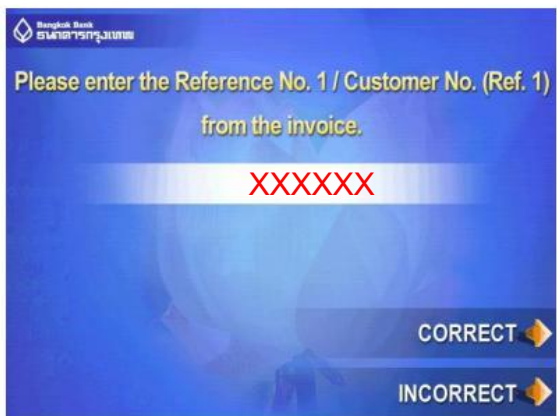 Bangkok Bank
ธนาคารกรุงเทพ
Please enter the Reference No. 1 / Customer No. (Ref. 1)
from the invoice.
XXXXXX
CORRECT
INCORRECT